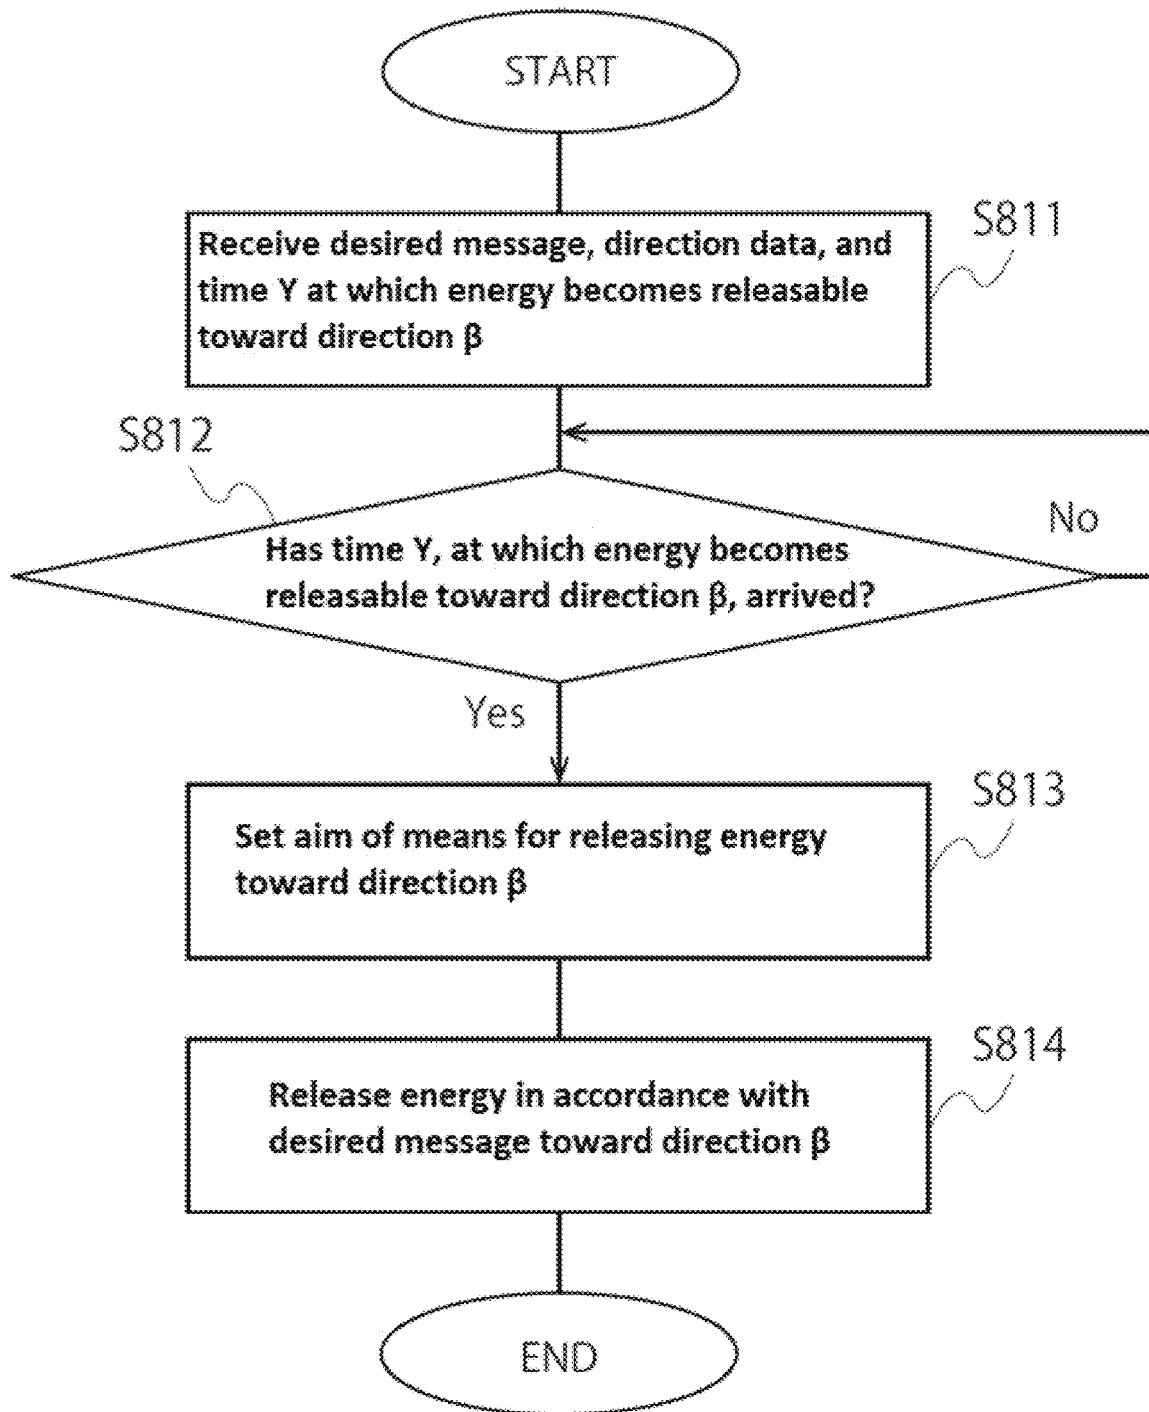 START
S811
Receive desired message, direction data, and
time Y at which energy becomes releasable
toward direction β
S812
No
Has time Y, at which energy becomes
releasable toward direction β, arrived?
Yes
S813
Set aim of means for releasing energy
toward direction β
S814
Release energy in accordance with
desired message toward direction β
END